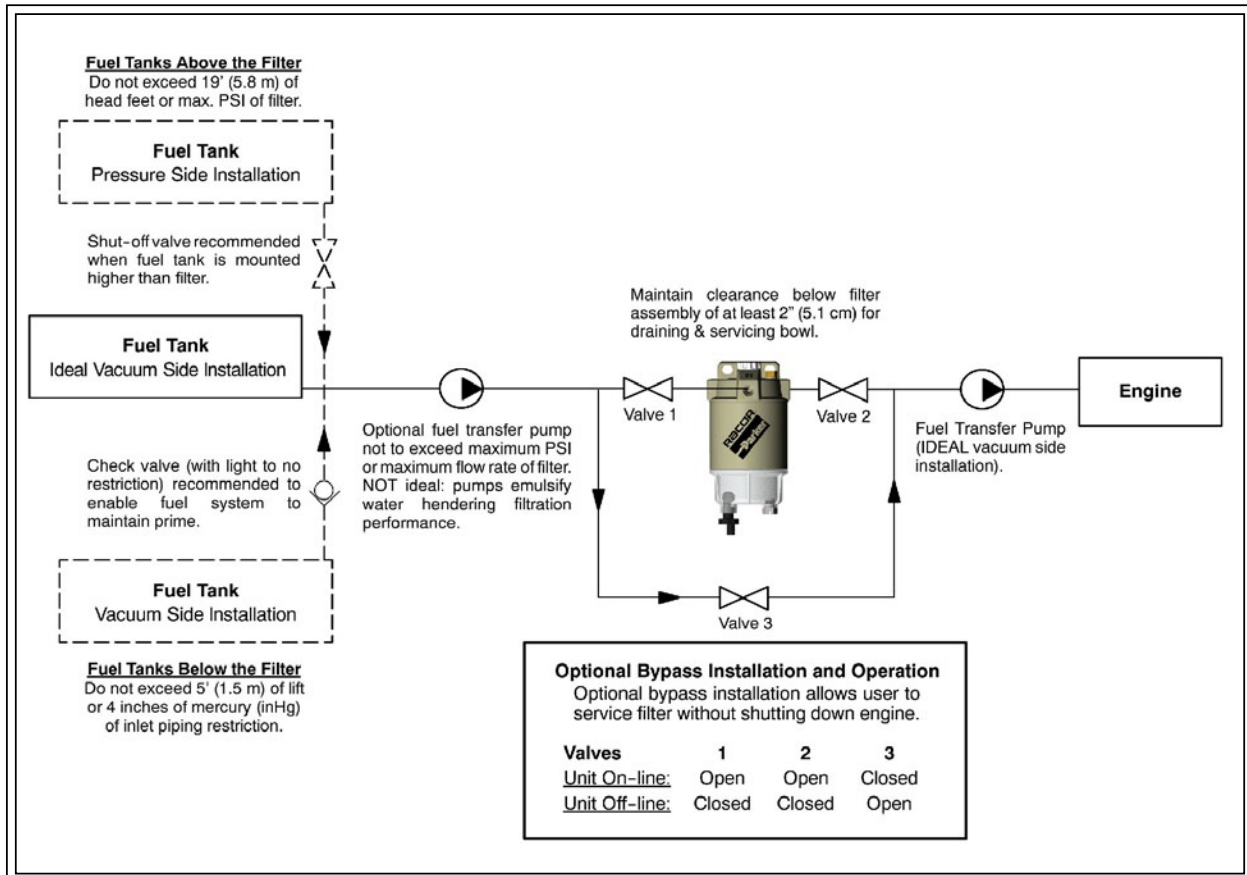 Fuel Tanks Above the Filter
Do not exceed 19' (5.8 m) of
head feet or max. PSI of filter.
Fuel Tank
Pressure Side Installation
Shut-off valve recommended
when fuel tank is mounted
higher than filter.
Fuel Tank
Ideal Vacuum Side Installation
Check valve (with light to no
restriction) recommended to
enable fuel system to
maintain prime.
Fuel Tank
Vacuum Side Installation
Fuel Tanks Below the Filter
Do not exceed 5' (1.5 m) of lift
or 4 inches of mercury (inHg)
of inlet piping restriction.
Optional fuel transfer pump
not to exceed maximum PSI
or maximum flow rate of filter.
NOT ideal: pumps emulsify
water hendering filtration
performance.
Maintain clearance below filter
assembly of at least 2" (5.1 cm) for
draining & servicing bowl.
Valve 1
RACOR
Parker
Valve 2
Valve 3
Fuel Transfer Pump
(IDEAL vacuum side
installation).
Engine
Optional Bypass Installation and Operation
Optional bypass installation allows user to
service filter without shutting down engine.
Valves 1 2 3
Unit On-line: Open Open Closed
Unit Off-line: Closed Closed Open